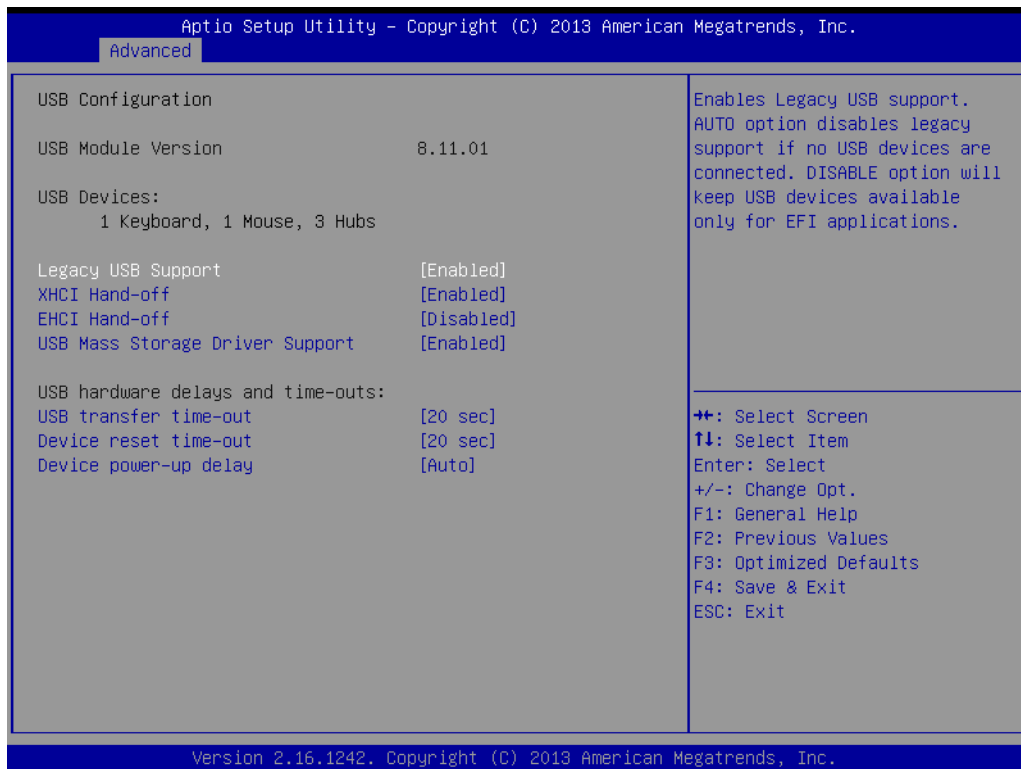 Aptio Setup Utility – Copyright (C) 2013 American Megatrends, Inc.
Advanced
USB Configuration
USB Module Version 8.11.01
USB Devices:
1 Keyboard, 1 Mouse, 3 Hubs
Legacy USB Support [Enabled]
XHCI Hand-off [Enabled]
EHCI Hand-off [Disabled]
USB Mass Storage Driver Support [Enabled]
USB hardware delays and time-outs:
USB transfer time-out [20 sec]
Device reset time-out [20 sec]
Device power-up delay [Auto]
Enables Legacy USB support.
AUTO option disables legacy
support if no USB devices are
connected. DISABLE option will
keep USB devices available
only for EFI applications.
→←: Select Screen
↑↓: Select Item
Enter: Select
+/-: Change Opt.
F1: General Help
F2: Previous Values
F3: Optimized Defaults
F4: Save & Exit
ESC: Exit
Version 2.16.1242. Copyright (C) 2013 American Megatrends, Inc.